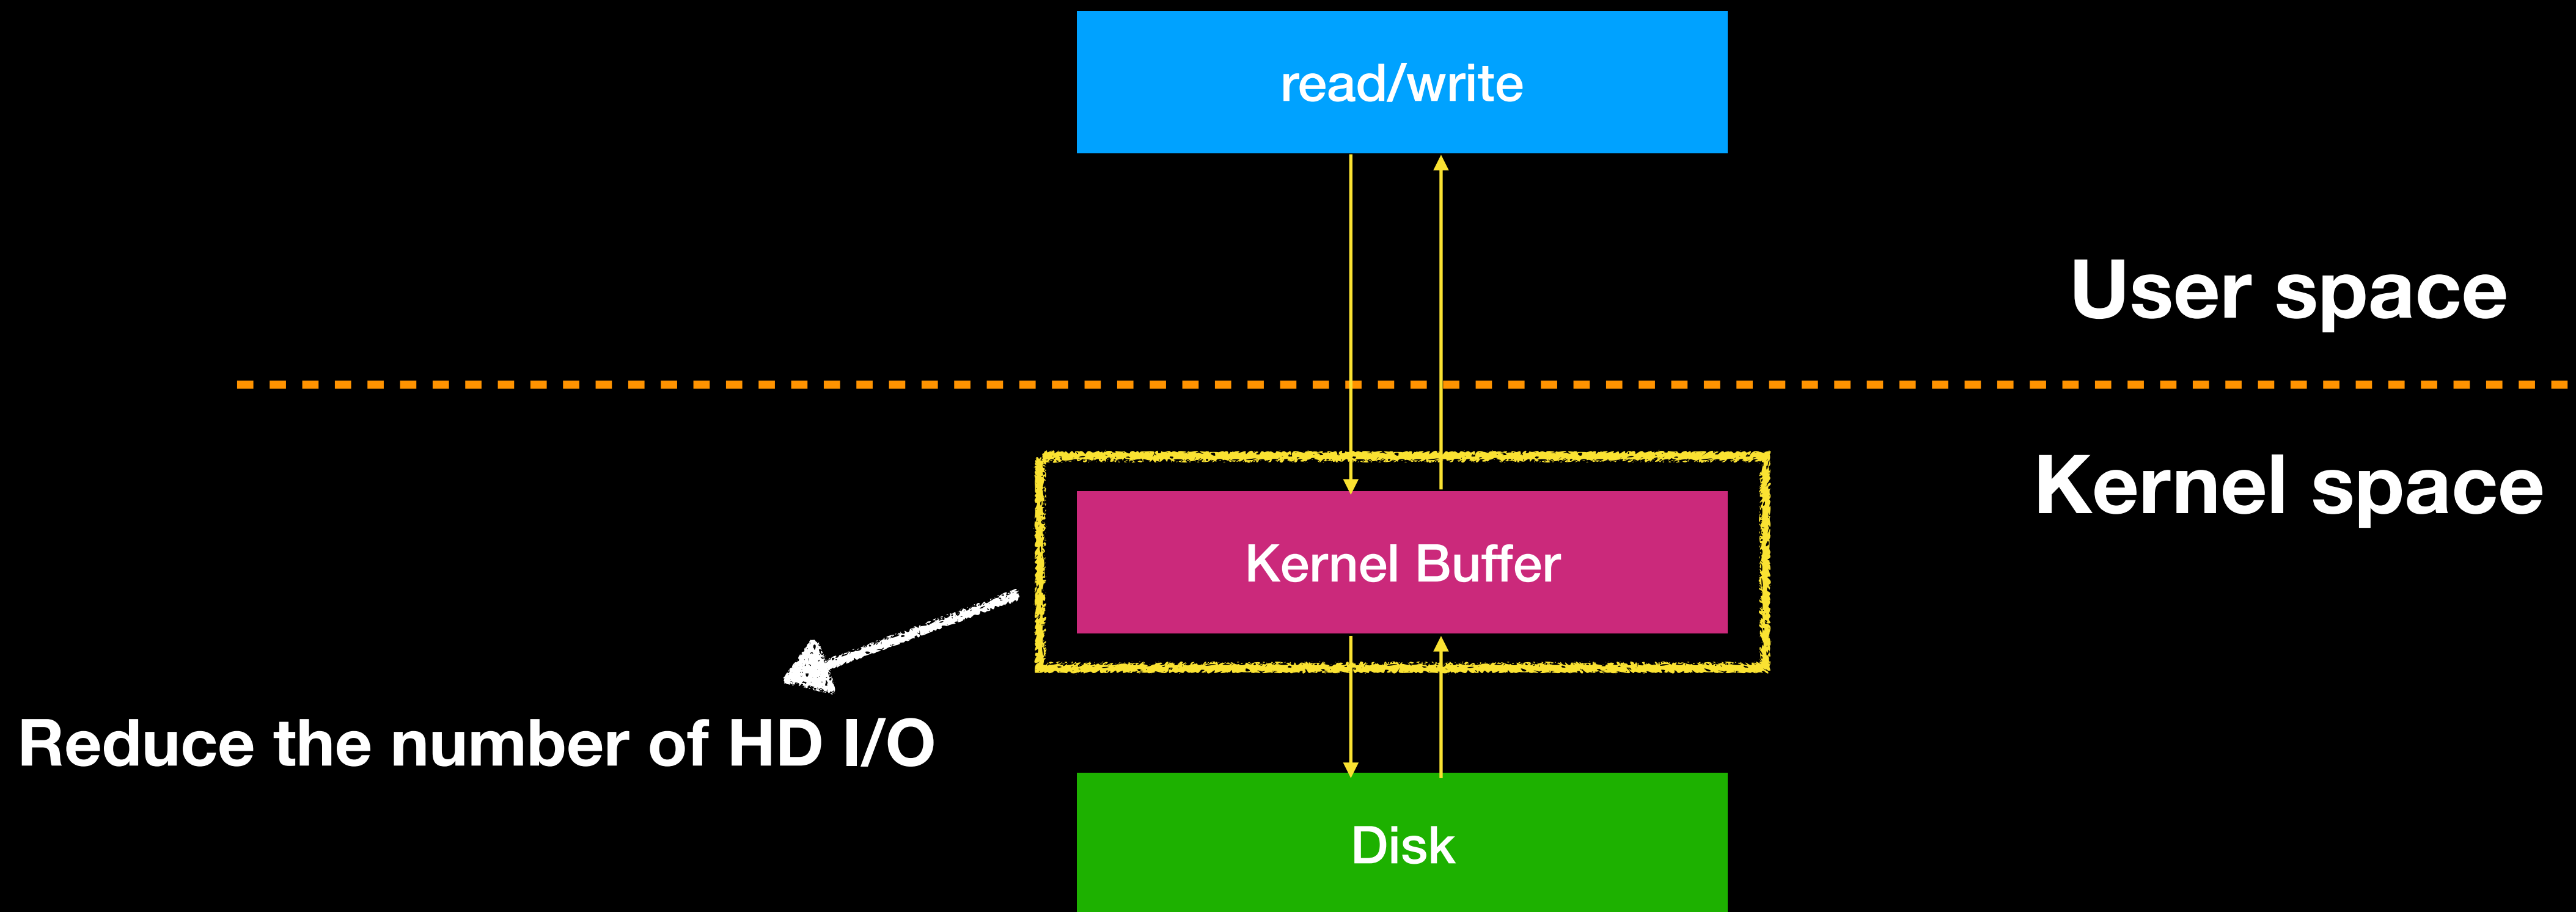 read/write
User space
Kernel space
Kernel Buffer
Reduce the number of HD I/O
Disk